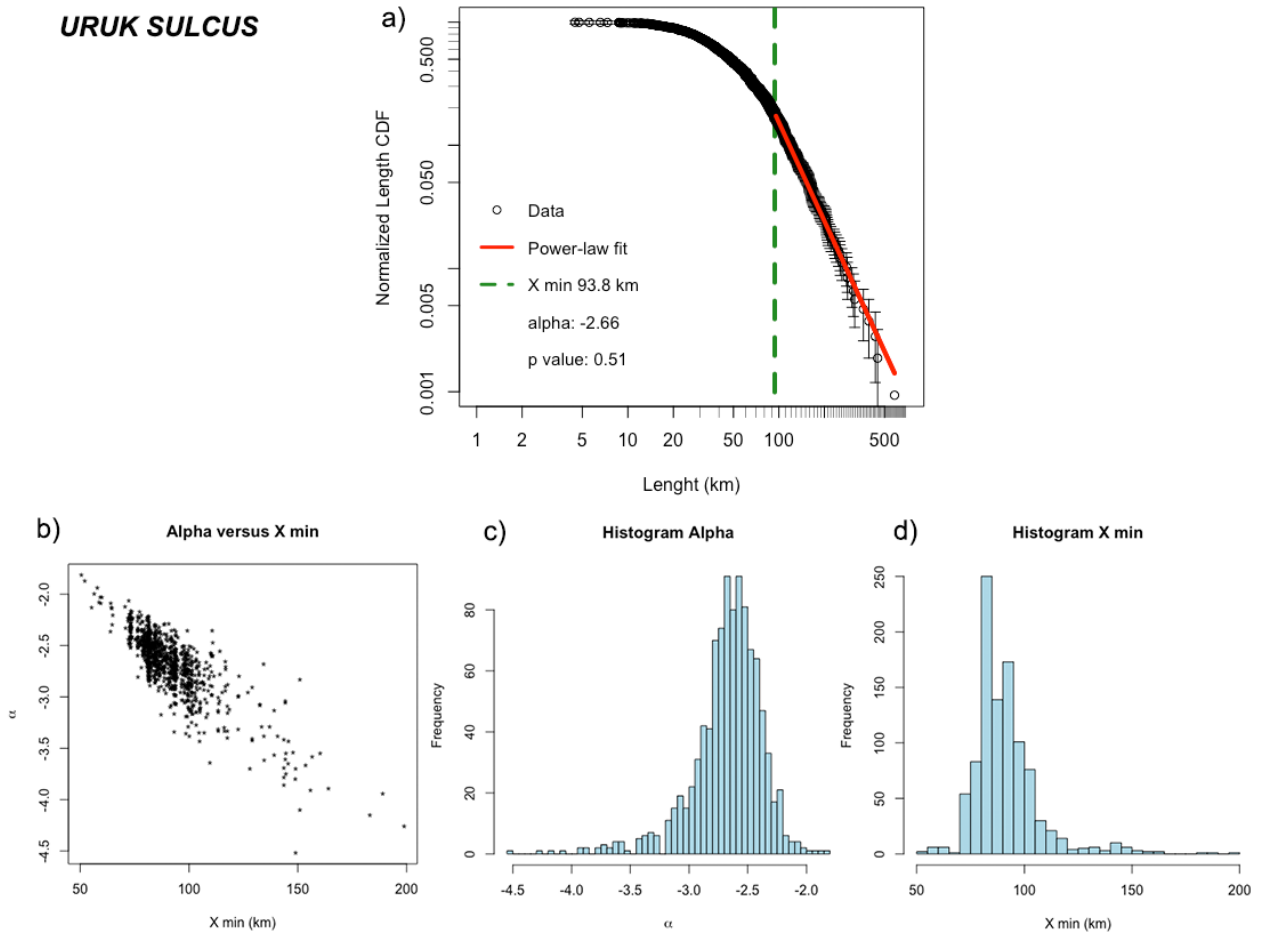 URUK SULCUS
a)
Normalized Length CDF
0.500
0.050
0.005
0.001
Data
Power-law fit
X min 93.8 km
alpha: -2.66
p value: 0.51
1 2 5 10 20 50 100 500
Lenght (km)
b)
Alpha versus X min
α
-2.0
-2.5
-3.0
-3.5
-4.0
-4.5
50 100 150 200
X min (km)
c)
Histogram Alpha
Frequency
80
60
40
20
0
-4.5 -4.0 -3.5 -3.0 -2.5 -2.0
α
d)
Histogram X min
Frequency
250
200
150
100
50
0
50 100 150 200
X min (km)